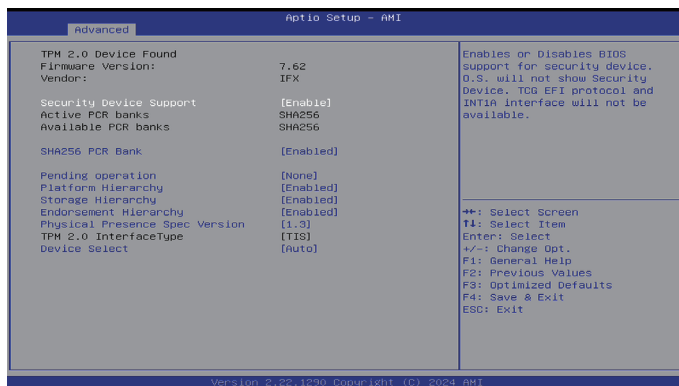 Aptio Setup – AMI
Advanced
TPM 2.0 Device Found
Firmware Version: 7.62
Vendor: IFX
Security Device Support [Enable]
Active PCR banks SHA256
Available PCR banks SHA256
SHA256 PCR Bank [Enabled]
Pending operation [None]
Platform Hierarchy [Enabled]
Storage Hierarchy [Enabled]
Endorsement Hierarchy [Enabled]
Physical Presence Spec Version [1.3]
TPM 2.0 InterfaceType [TIS]
Device Select [Auto]
Enables or Disables BIOS
support for security device.
O.S. will not show Security
Device. TCG EFI protocol and
INT1A interface will not be
available.
→←: Select Screen
↑↓: Select Item
Enter: Select
+/-: Change Opt.
F1: General Help
F2: Previous Values
F3: Optimized Defaults
F4: Save & Exit
ESC: Exit
Version 2.22.1290 Copyright (C) 2024 AMI